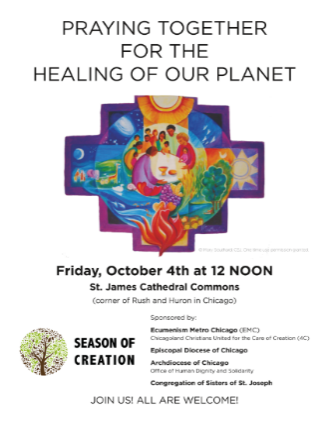 PRAYING TOGETHER
FOR THE
HEALING OF OUR PLANET
Friday, October 4th at 12 NOON
St. James Cathedral Commons
(corner of Rush and Huron in Chicago)
Sponsored by:
Ecumenism Metro Chicago (EMC)
Chicagoland Christians United for the Care of Creation (4C)
Episcopal Diocese of Chicago
Archdiocese of Chicago
Office of Human Dignity and Solidarity
Congregation of Sisters of St. Joseph
SEASON OF
CREATION
JOIN US! ALL ARE WELCOME!